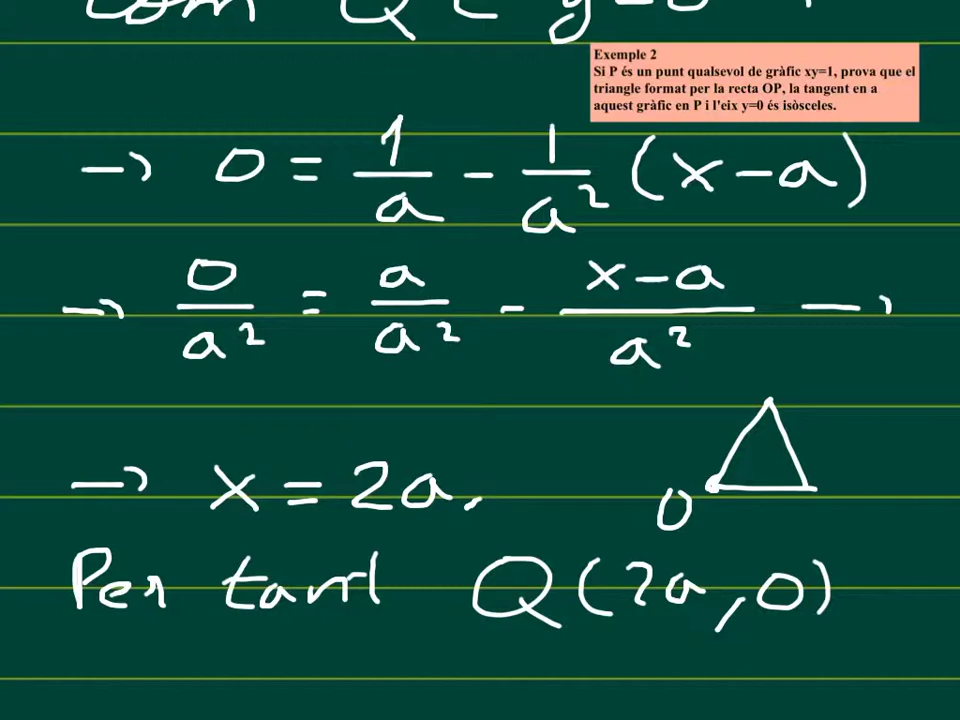 com Q ( y=0
Exemple 2
Si P és un punt qualsevol de gràfic xy=1, prova que el
triangle format per la recta OP, la tangent en a
aquest gràfic en P i l'eix y=0 és isòsceles.
→ 0 = 1/a - 1/a² (x-a)
→ 0/a² = a/a² - x-a/a² →
→ x = 2a.
O
Per tant Q(2a,0)